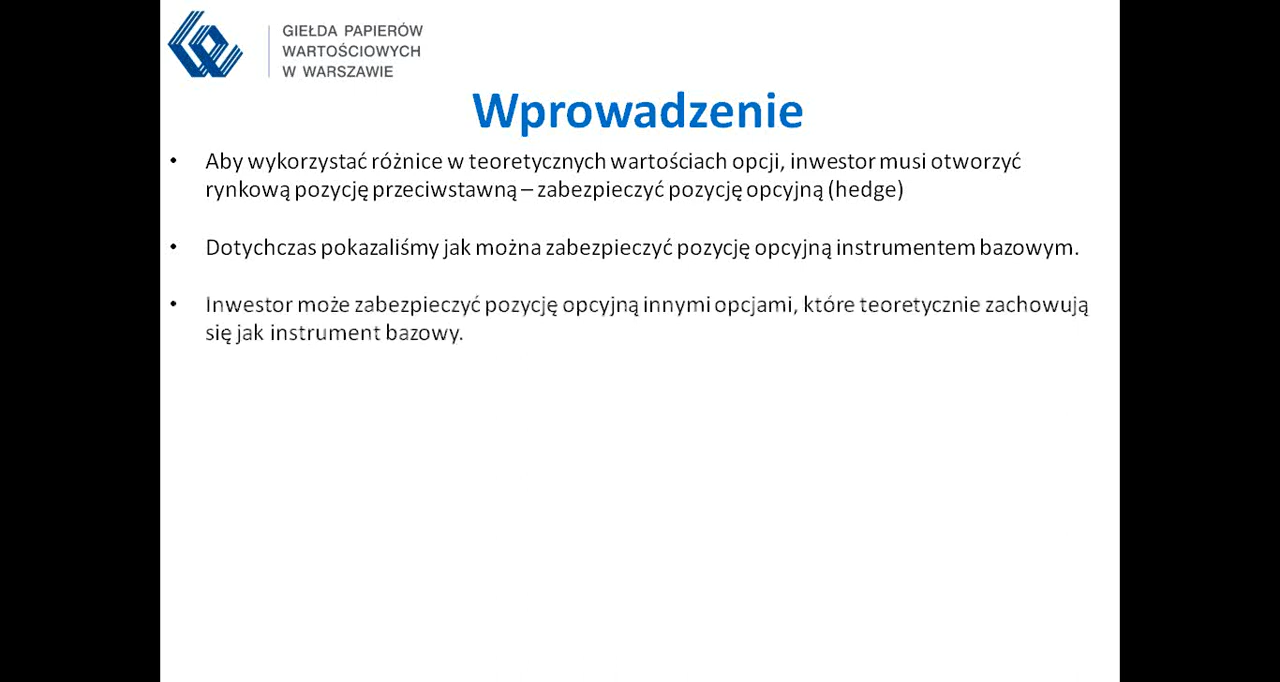 GIEŁDA PAPIERÓW
WARTOŚCIOWYCH
W WARSZAWIE
Wprowadzenie
• Aby wykorzystać różnice w teoretycznych wartościach opcji, inwestor musi otworzyć
rynkową pozycję przeciwstawną – zabezpieczyć pozycję opcyjną (hedge)
• Dotychczas pokazaliśmy jak można zabezpieczyć pozycję opcyjną instrumentem bazowym.
• Inwestor może zabezpieczyć pozycję opcyjną innymi opcjami, które teoretycznie zachowują
się jak instrument bazowy.